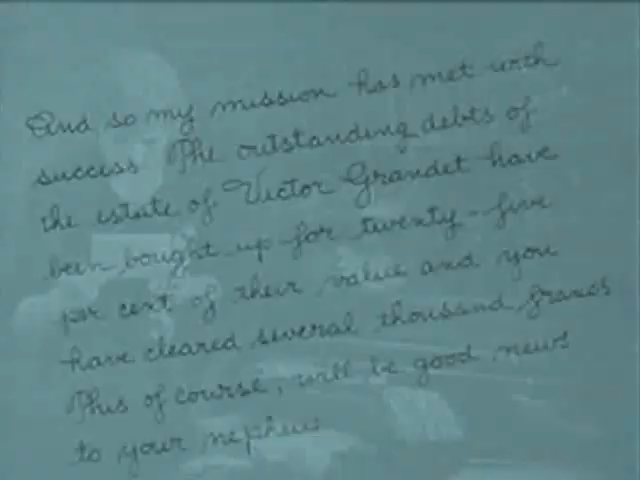 And so my mission has met with
success. The outstanding debts of
the estate of Victor Grandet have
been bought up for twenty-five
per cent of their value and you
have cleared several thousand francs
This of course, will be good news
to your nephew